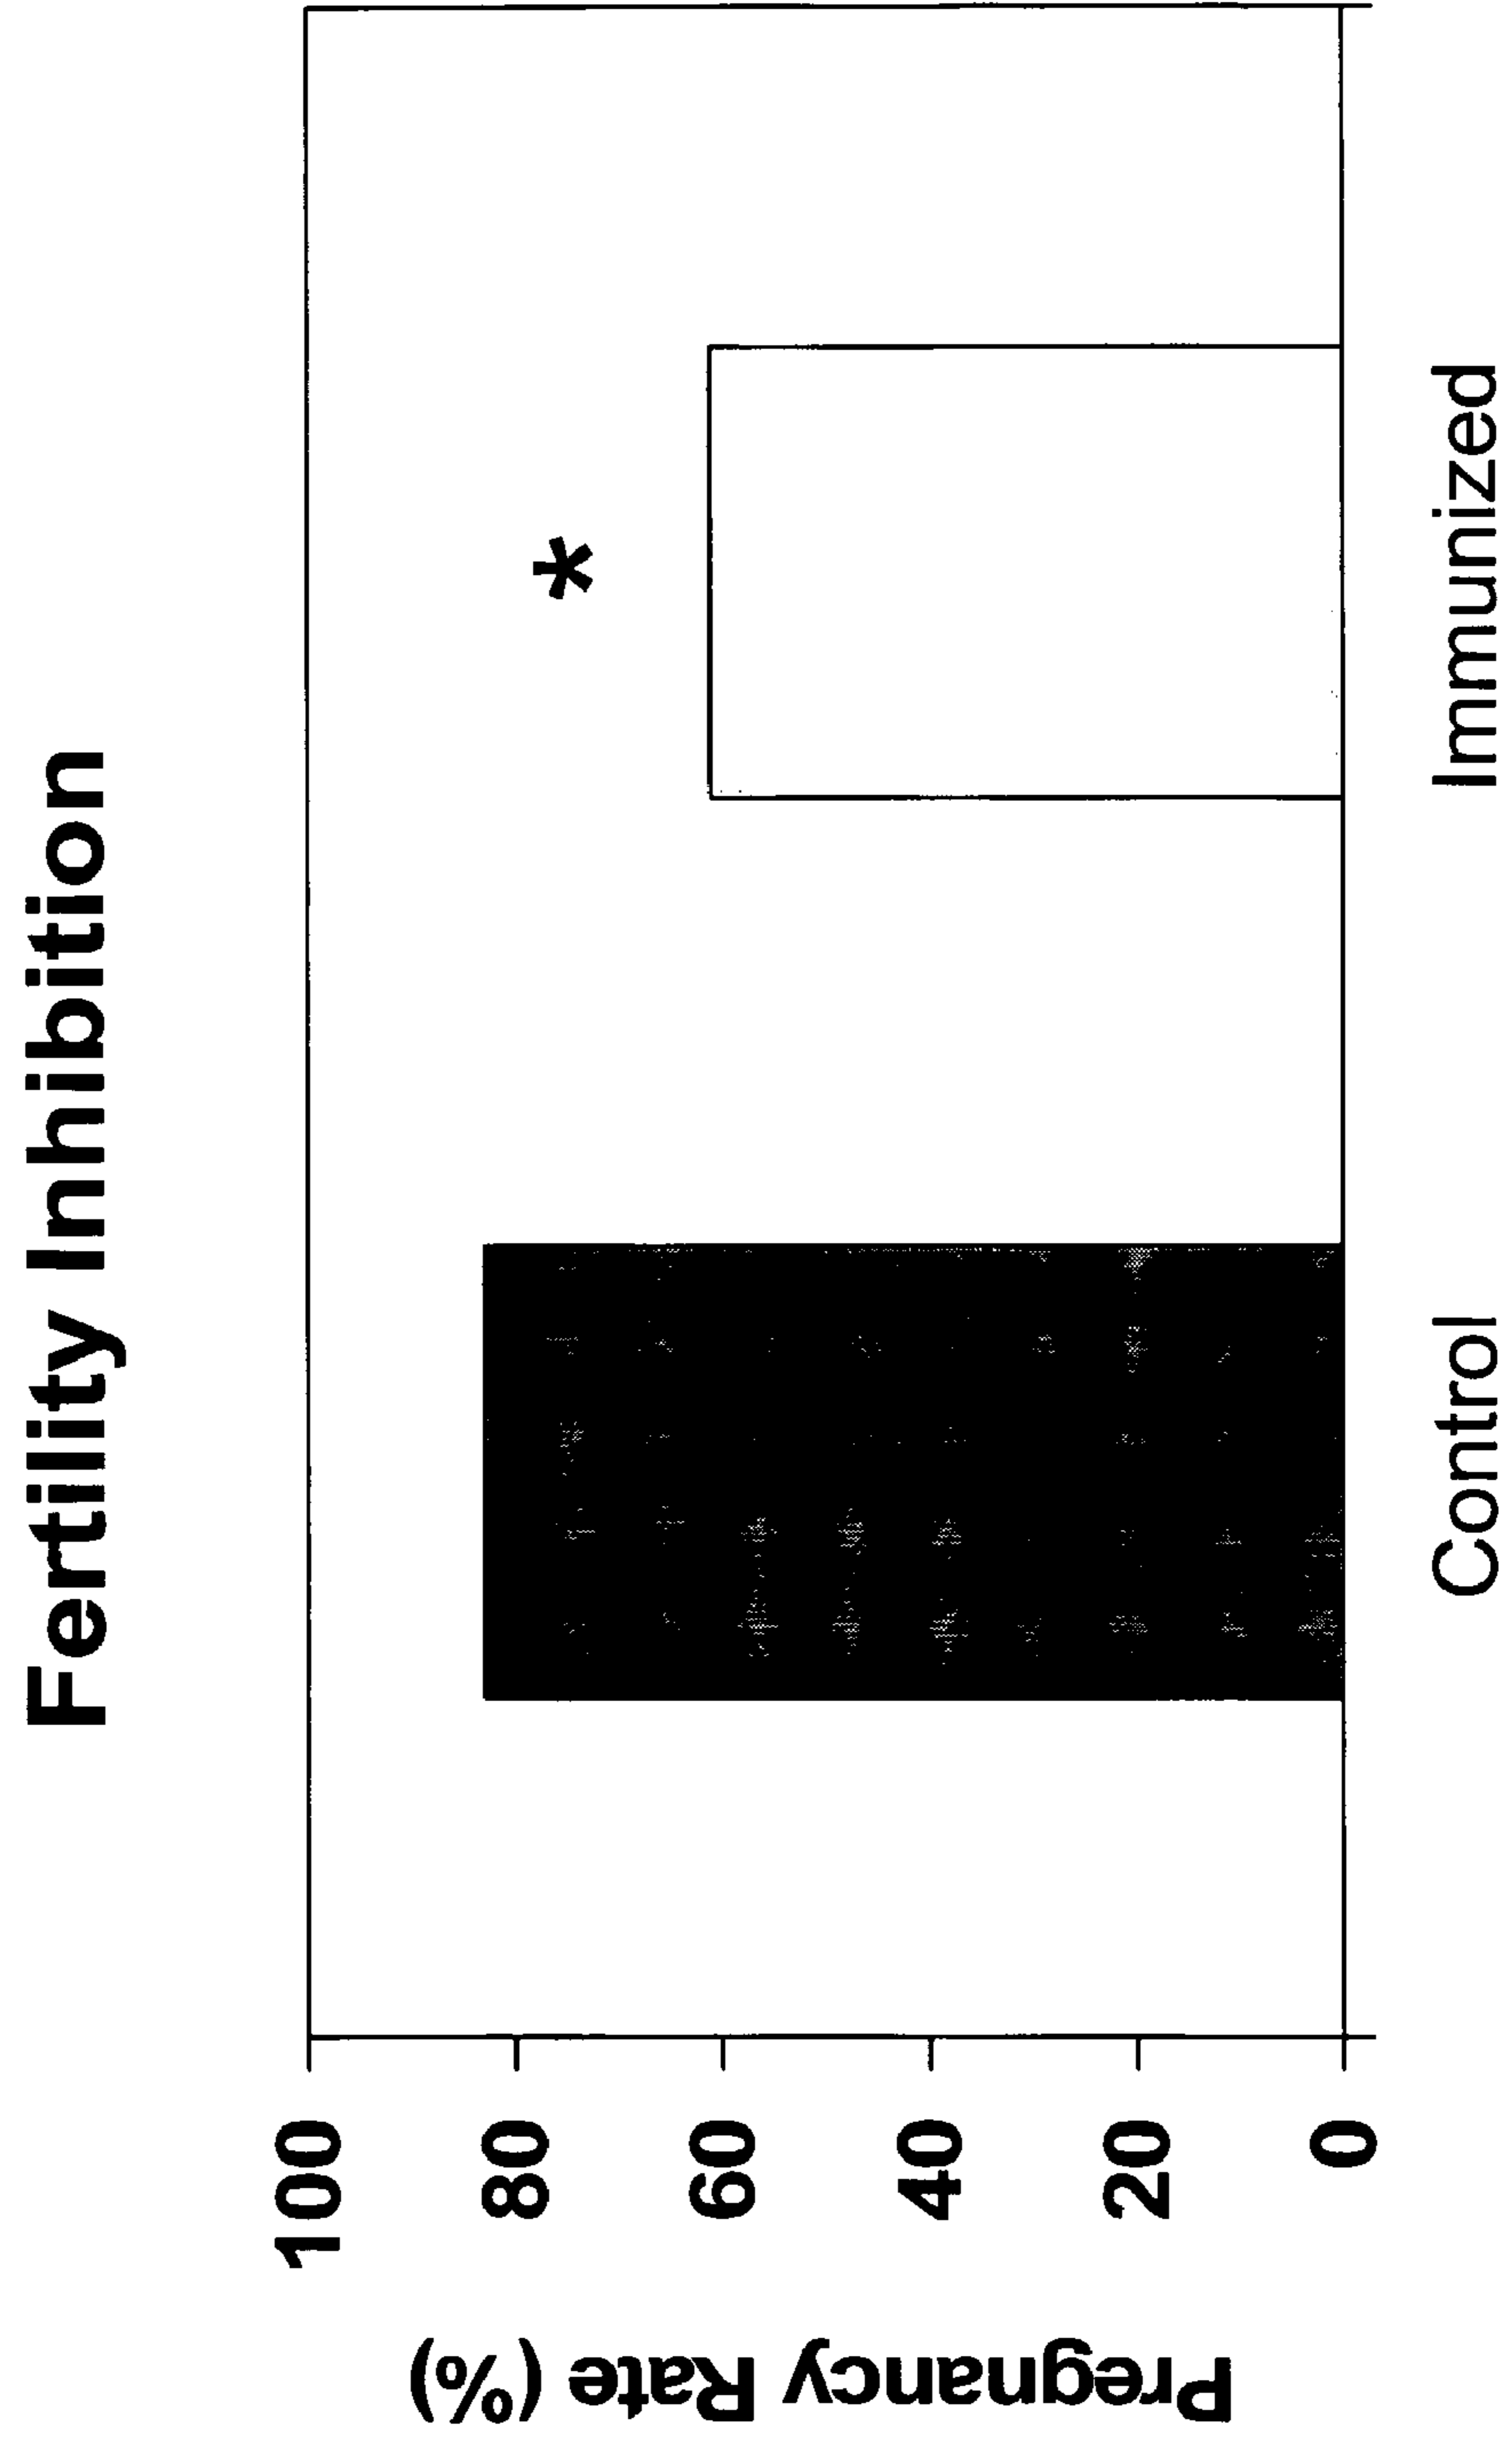 Fertility Inhibition
Pregnancy Rate (%)
100
80
60
40
20
0
*
Control
Immunized